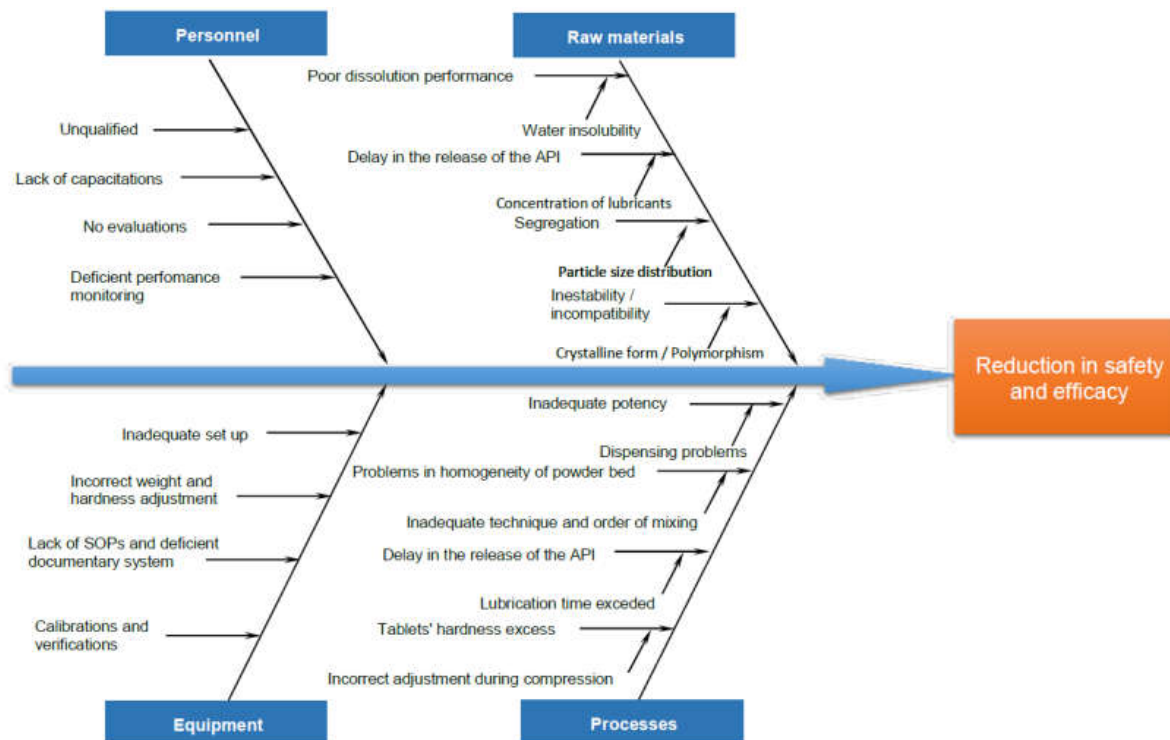 Personnel
Unqualified
Lack of capacitations
No evaluations
Deficient perfomance
monitoring
Raw materials
Poor dissolution performance
Water insolubility
Delay in the release of the API
Concentration of lubricants
Segregation
Particle size distribution
Inestability /
incompatibility
Crystalline form / Polymorphism
Reduction in safety
and efficacy
Inadequate set up
Incorrect weight and
hardness adjustment
Lack of SOPs and deficient
documentary system
Calibrations and
verifications
Equipment
Inadequate potency
Dispensing problems
Problems in homogeneity of powder bed
Inadequate technique and order of mixing
Delay in the release of the API
Lubrication time exceded
Tablets' hardness excess
Incorrect adjustment during compression
Processes